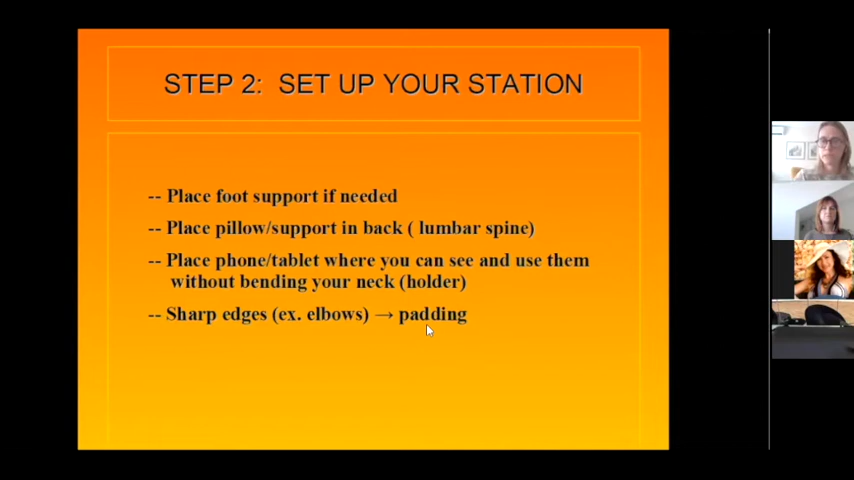 STEP 2: SET UP YOUR STATION
-- Place foot support if needed
-- Place pillow/support in back ( lumbar spine)
-- Place phone/tablet where you can see and use them
without bending your neck (holder)
-- Sharp edges (ex. elbows) → padding